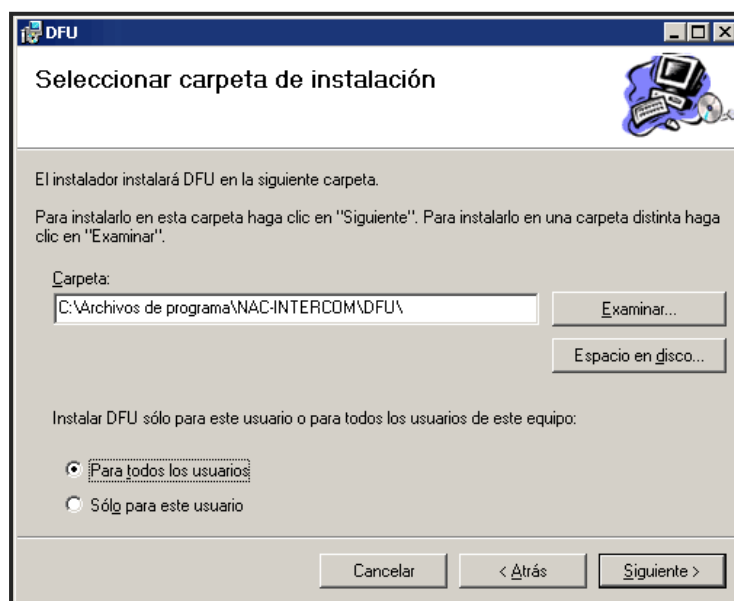 DFU
Seleccionar carpeta de instalación
El instalador instalará DFU en la siguiente carpeta.
Para instalarlo en esta carpeta haga clic en "Siguiente". Para instalarlo en una carpeta distinta haga
clic en "Examinar".
Carpeta:
C:\Archivos de programa\NAC-INTERCOM\DFU\
Examinar...
Espacio en disco...
Instalar DFU sólo para este usuario o para todos los usuarios de este equipo:
Para todos los usuarios
Sólo para este usuario
Cancelar
< Atrás
Siguiente >